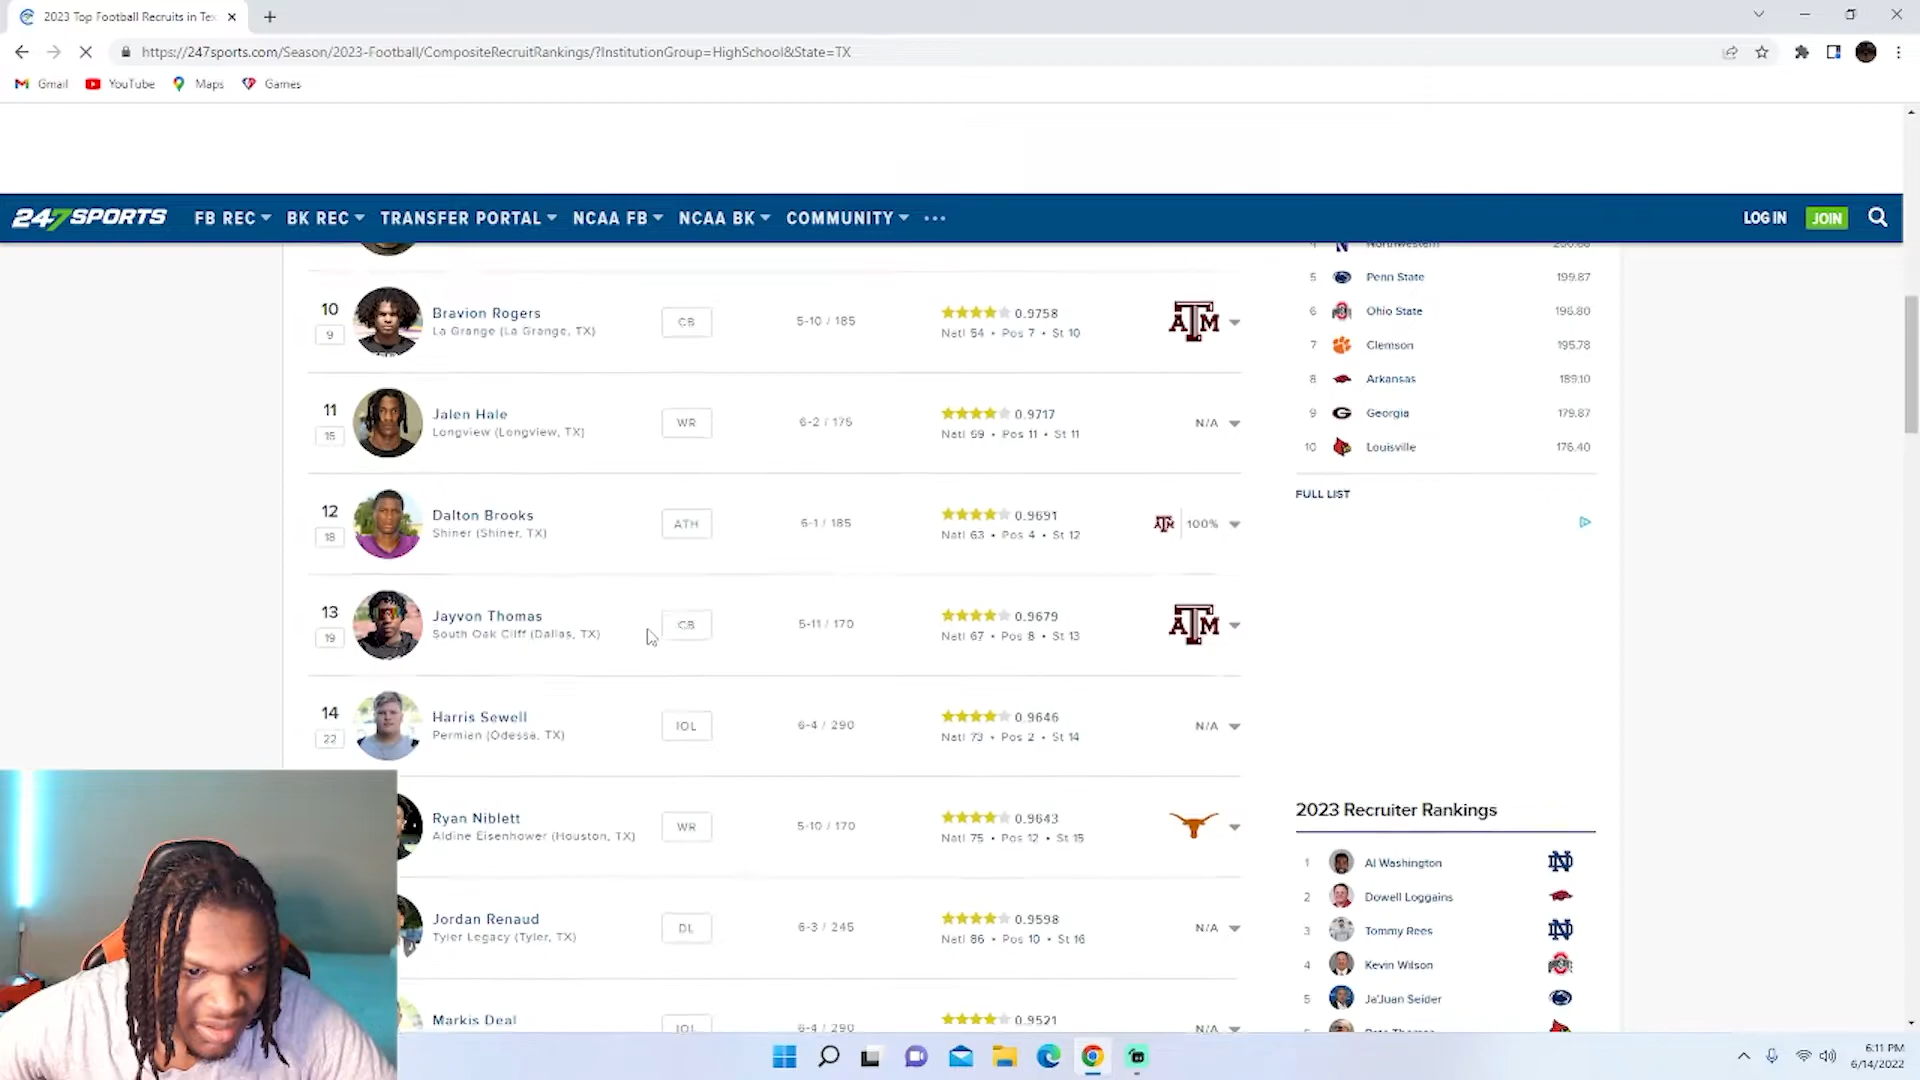 2023 Top Football Recruits in Tex
https://247sports.com/Season/2023-Football/CompositeRecruitRankings/?InstitutionGroup=HighSchool&State=TX
Gmail YouTube Maps Games
247SPORTS FB REC BK REC TRANSFER PORTAL NCAA FB NCAA BK COMMUNITY ... LOG IN JOIN
10 Bravion Rogers CB 5-10 / 185 0.9758 ATM
9 La Grange (La Grange, TX) Natl 54 • Pos 7 • St 10
11 Jalen Hale WR 6-2 / 175 0.9717 N/A
15 Longview (Longview, TX) Natl 59 • Pos 11 • St 11
12 Dalton Brooks ATH 6-1 / 185 0.9691 ATM 100%
18 Shiner (Shiner, TX) Natl 63 • Pos 4 • St 12
13 Jayvon Thomas CB 5-11 / 170 0.9679 ATM
19 South Oak Cliff (Dallas, TX) Natl 67 • Pos 8 • St 13
14 Harris Sewell IOL 6-4 / 290 0.9646 N/A
22 Permian (Odessa, TX) Natl 73 • Pos 2 • St 14
Ryan Niblett WR 5-10 / 170 0.9643
Aldine Eisenhower (Houston, TX) Natl 75 • Pos 12 • St 15
Jordan Renaud DL 6-3 / 245 0.9598 N/A
Tyler Legacy (Tyler, TX) Natl 86 • Pos 10 • St 16
Markis Deal IOL 6-4 / 290 0.9521 N/A
Northwestern
5 Penn State 199.87
6 Ohio State 196.80
7 Clemson 195.78
8 Arkansas 189.10
9 G Georgia 179.87
10 Louisville 176.40
FULL LIST
2023 Recruiter Rankings
1 Al Washington ND
2 Dowell Loggains
3 Tommy Rees ND
4 Kevin Wilson
5 Ja'Juan Seider
6:11 PM
6/14/2022